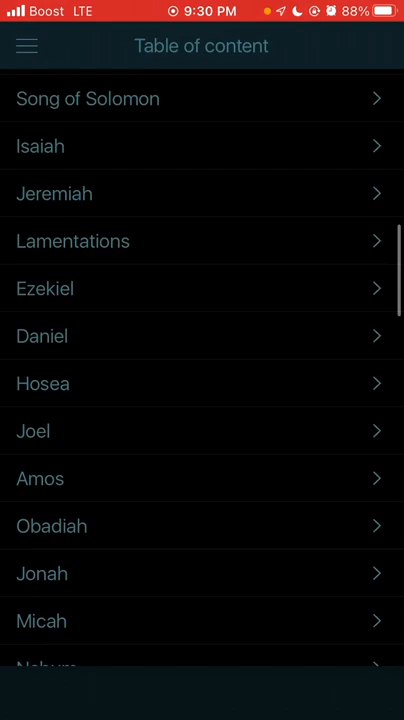 Boost LTE 9:30 PM 88%
Table of content
Song of Solomon
Isaiah
Jeremiah
Lamentations
Ezekiel
Daniel
Hosea
Joel
Amos
Obadiah
Jonah
Micah
Nahum